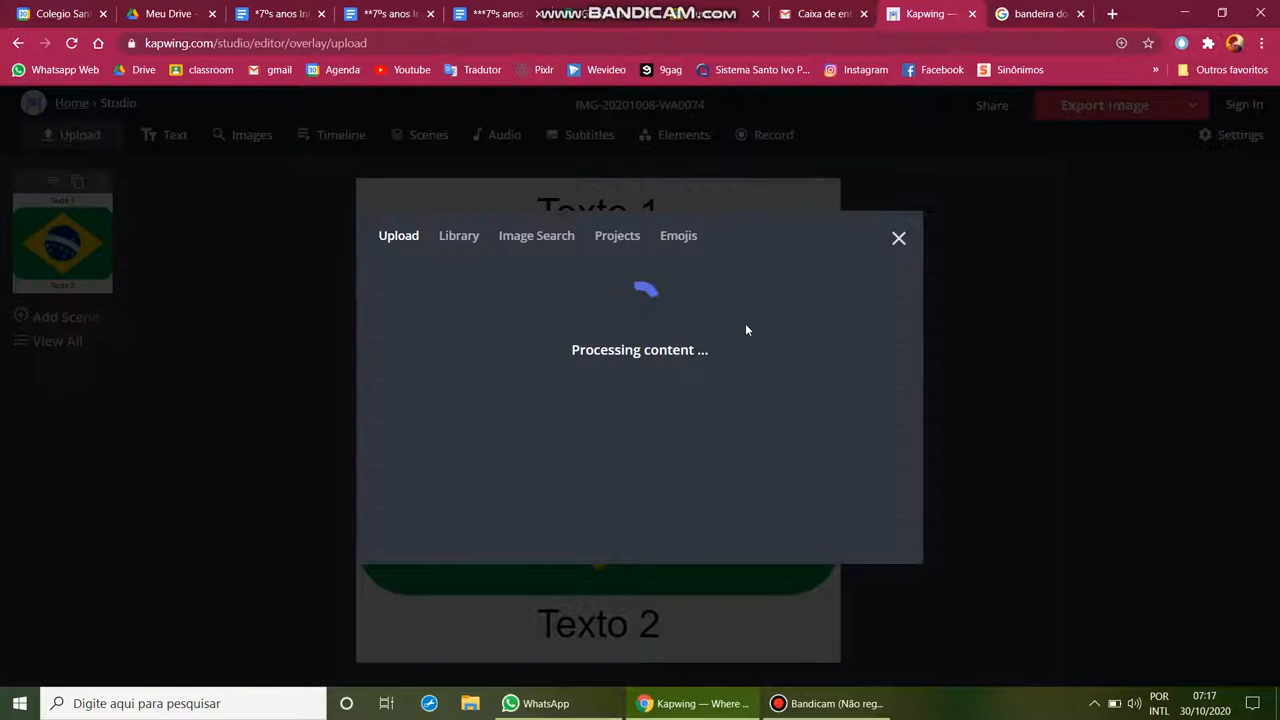 Colegio San
Meu Drive -
*7ºs anos Int
**7ºs anos I
***7ºs anos
www.BANDICAM.com
Caixa de en
Kapwing —
bandeira do
kapwing.com/studio/editor/overlay/upload
Whatsapp Web
Drive
classroom
gmail
Agenda
Youtube
Tradutor
Pixlr
Wevideo
9gag
Sistema Santo Ivo P...
Instagram
Facebook
Sinônimos
»
Outros favoritos
Home › Studio
IMG-20201008-WA0074
Share
Export Image
Sign In
Upload
Text
Images
Timeline
Scenes
Audio
Subtitles
Elements
Record
Settings
Texto 1
Texto 1
Upload
Library
Image Search
Projects
Emojis
Add Scene
View All
Processing content ...
Texto 2
Digite aqui para pesquisar
WhatsApp
Kapwing — Where ...
Bandicam (Não reg...
POR
INTL
07:17
30/10/2020